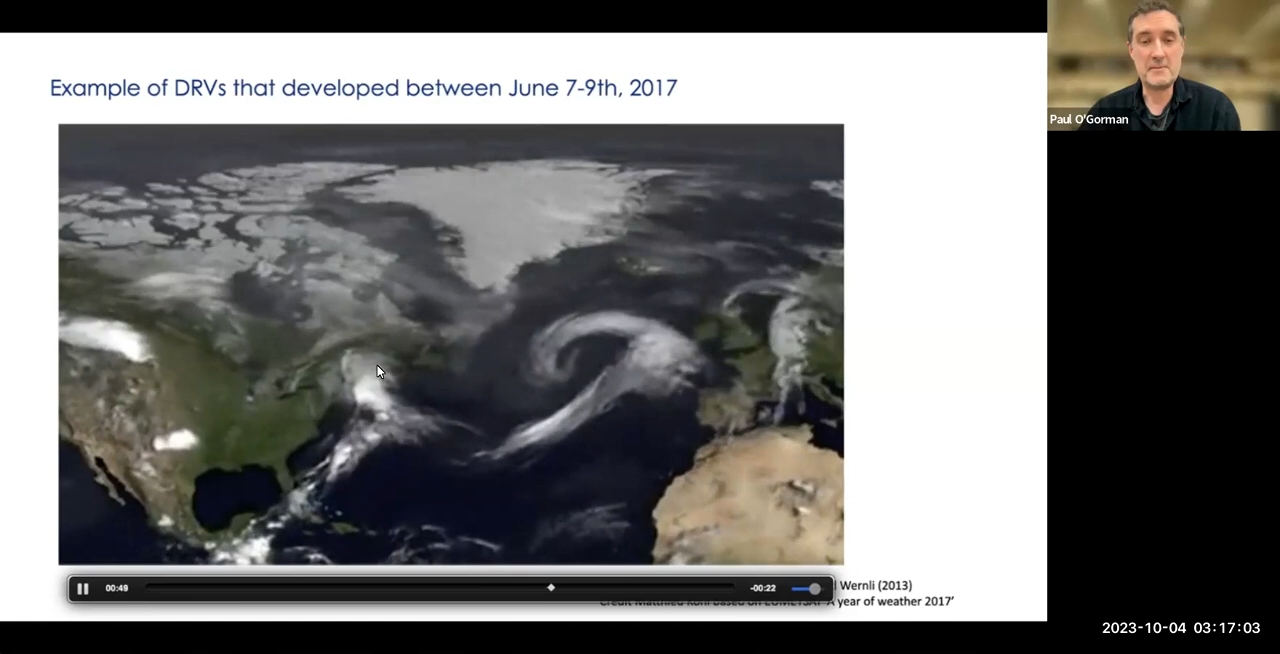 Example of DRVs that developed between June 7-9th, 2017
Paul O'Gorman
00:49
-00:22
Wernli (2013)
year of weather 2017'
2023-10-04 03:17:03